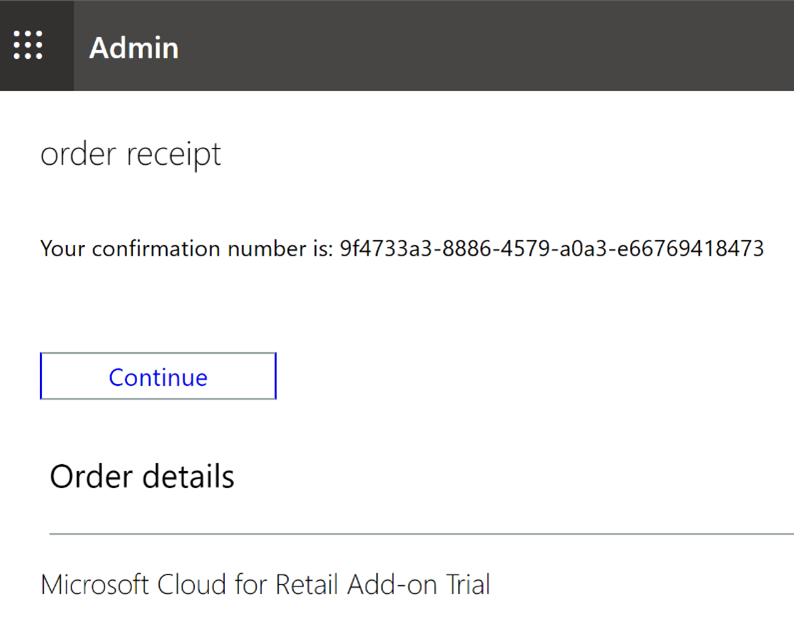 Admin
order receipt
Your confirmation number is: 9f4733a3-8886-4579-a0a3-e66769418473
Continue
Order details
Microsoft Cloud for Retail Add-on Trial